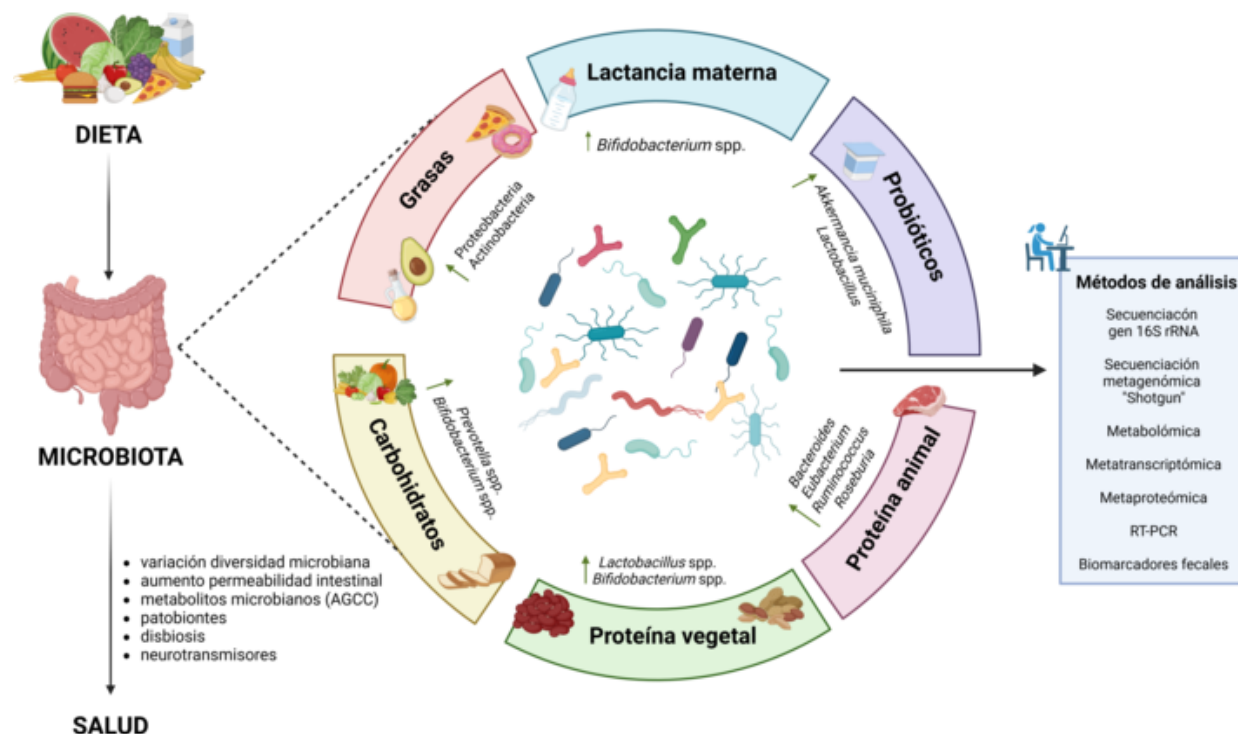 DIETA
MICROBIOTA
variación diversidad microbiana
aumento permeabilidad intestinal
metabolitos microbianos (AGCC)
patobiontes
disbiosis
neurotransmisores
SALUD
Lactancia materna
Bifidobacterium spp.
Probióticos
Akkermancia muciniphila
Lactobacillus
Proteína animal
Bacteroides
Eubacterium
Ruminococcus
Roseburia
Proteína vegetal
Lactobacillus spp.
Bifidobacterium spp.
Carbohidratos
Prevotella spp.
Bifidobacterium spp.
Grasas
Proteobacteria
Actinobacteria
Métodos de análisis
Secuenciacón
gen 16S rRNA
Secuenciación
metagenómica
"Shotgun"
Metabolómica
Metatranscriptómica
Metaproteómica
RT-PCR
Biomarcadores fecales